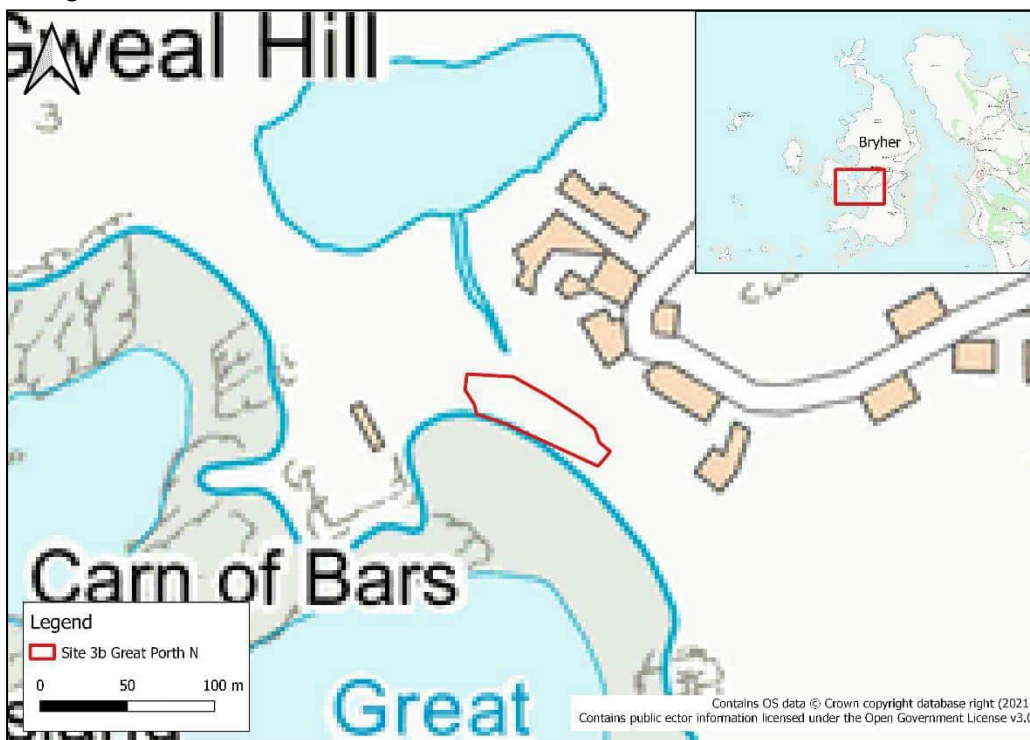 Gweal Hill
Bryher
Carn of Bars
Legend
Site 3b Great Porth N
0 50 100 m
Great
Contains OS data © Crown copyright database right (2021
Contains public ector information licensed under the Open Government License v3.0